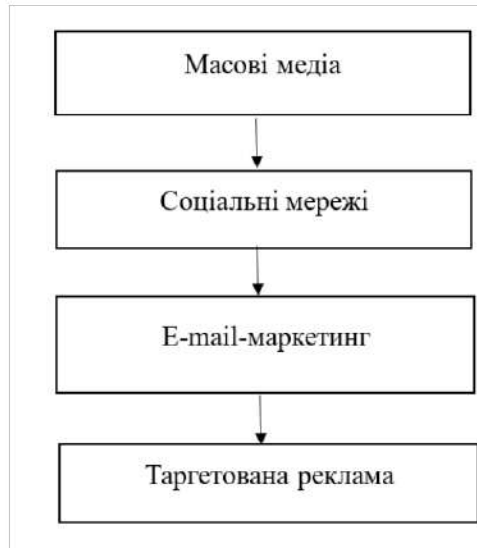 Масові медіа
Соціальні мережі
E-mail-маркетинг
Таргетована реклама